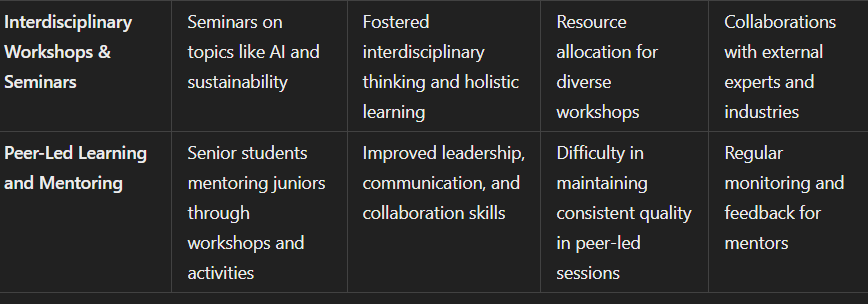 Interdisciplinary
Workshops &
Seminars
Seminars on
topics like AI and
sustainability
Fostered
interdisciplinary
thinking and holistic
learning
Resource
allocation for
diverse
workshops
Collaborations
with external
experts and
industries
Peer-Led Learning
and Mentoring
Senior students
mentoring juniors
through
workshops and
activities
Improved leadership,
communication, and
collaboration skills
Difficulty in
maintaining
consistent quality
in peer-led
sessions
Regular
monitoring and
feedback for
mentors